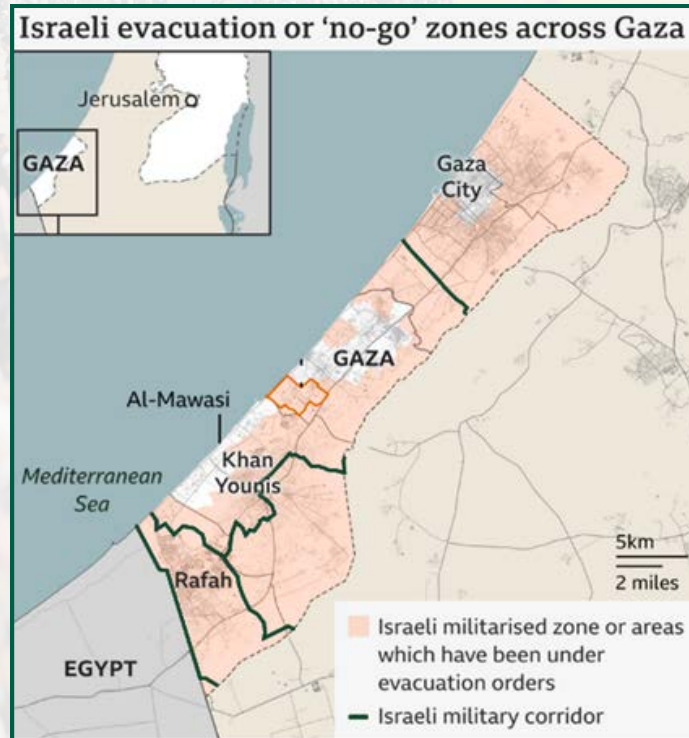 Israeli evacuation or ‘no-go’ zones across Gaza
Jerusalem
GAZA
Gaza
City
GAZA
Al-Mawasi
Khan
Younis
Mediterranean
Sea
Rafah
5km
2 miles
EGYPT
Israeli militarised zone or areas
which have been under
evacuation orders
Israeli military corridor